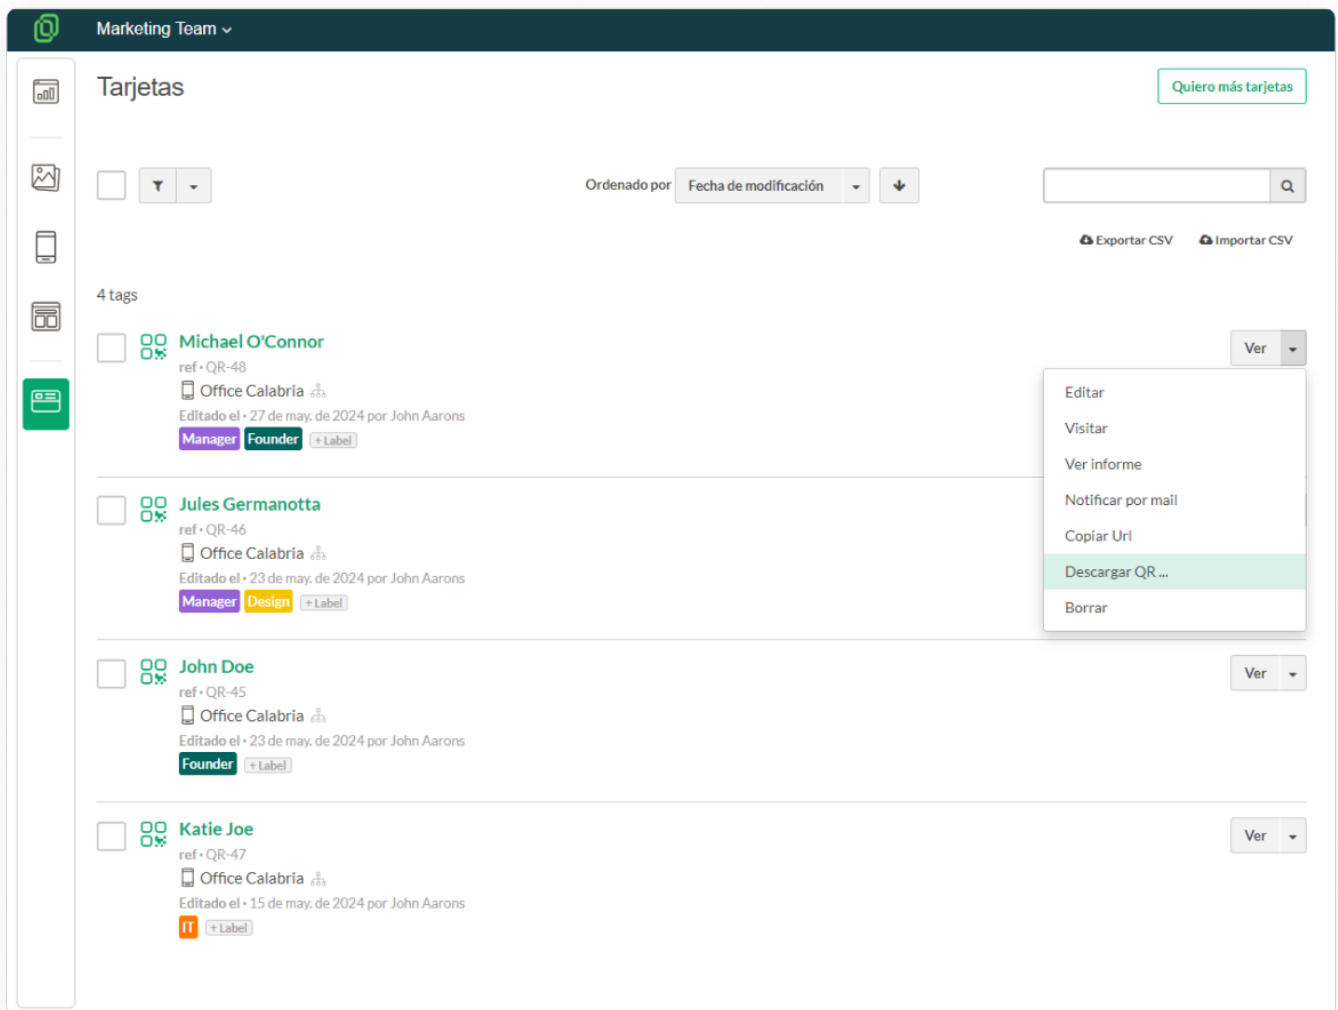 Marketing Team
Tarjetas
Quiero más tarjetas
Ordenado por Fecha de modificación
Exportar CSV Importar CSV
4 tags
Michael O'Connor
Ver
ref • QR-48
Office Calabria
Editado el • 27 de may. de 2024 por John Aarons
Manager Founder + Label
Editar
Visitar
Ver informe
Notificar por mail
Copiar Url
Descargar QR ...
Borrar
Jules Germanotta
ref • QR-46
Office Calabria
Editado el • 23 de may. de 2024 por John Aarons
Manager Design + Label
John Doe
Ver
ref • QR-45
Office Calabria
Editado el • 23 de may. de 2024 por John Aarons
Founder + Label
Katie Joe
Ver
ref • QR-47
Office Calabria
Editado el • 15 de may. de 2024 por John Aarons
IT + Label